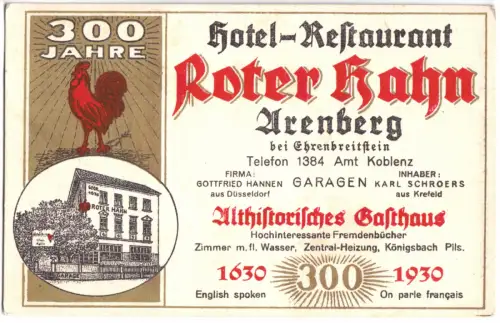 300
JAHRE
Hotel-Restaurant
Roter Hahn
Arenberg
bei Ehrenbreitstein
Telefon 1384 Amt Koblenz
FIRMA:
GOTTFRIED HANNEN
aus Düsseldorf
GARAGEN
INHABER:
KARL SCHROERS
aus Krefeld
Althistorisches Gasthaus
Hochinteressante Fremdenbücher
Zimmer m.fl. Wasser, Zentral-Heizung, Königsbach Pils.
1630 300 1930
English spoken
On parle français
ROTER HAHN